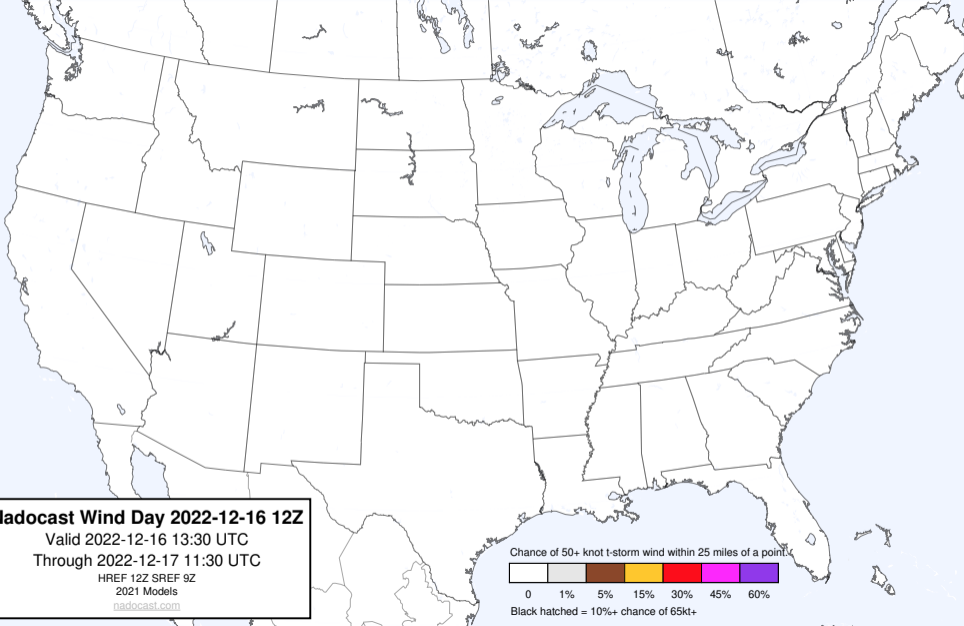 Nadocast Wind Day 2022-12-16 12Z
Valid 2022-12-16 13:30 UTC
Through 2022-12-17 11:30 UTC
HREF 12Z SREF 9Z
2021 Models
nadocast.com
Chance of 50+ knot t-storm wind within 25 miles of a point.
0 1% 5% 15% 30% 45% 60%
Black hatched = 10%+ chance of 65kt+